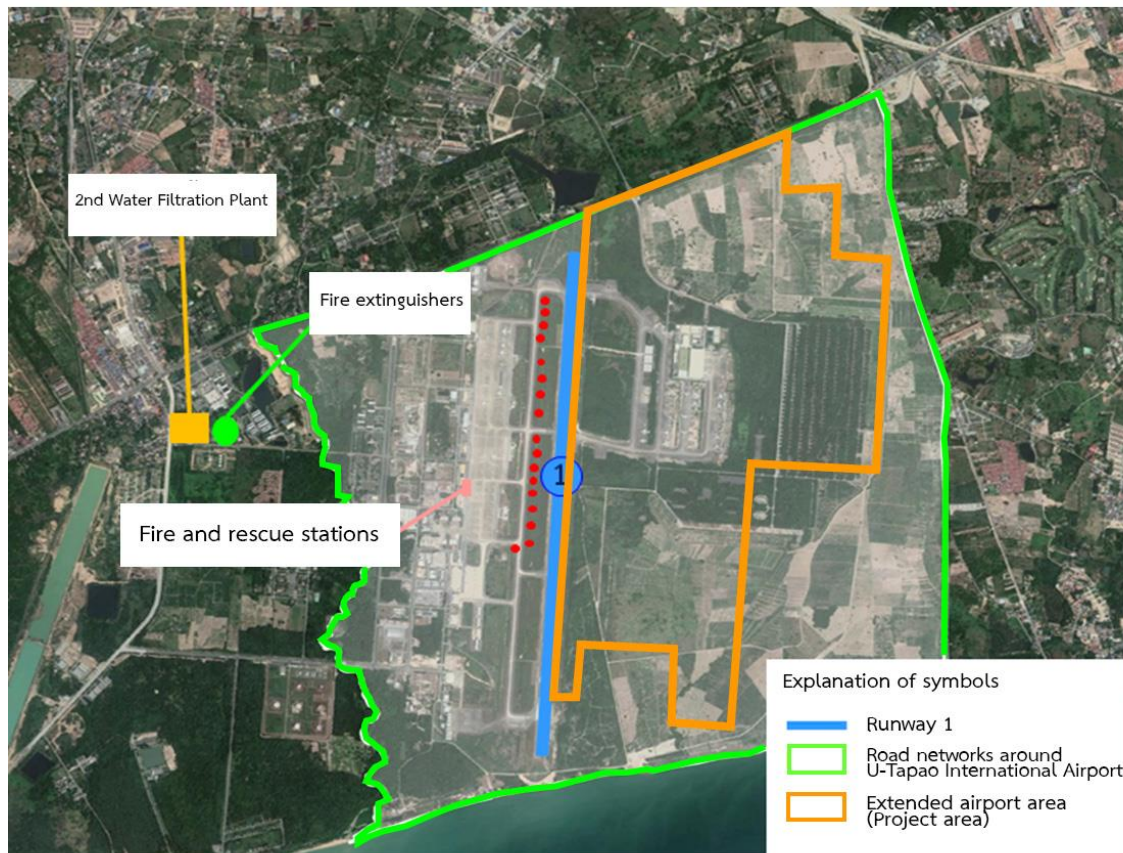 2nd Water Filtration Plant
Fire extinguishers
1
Fire and rescue stations
Explanation of symbols
Runway 1
Road networks around
U-Tapao International Airport
Extended airport area
(Project area)